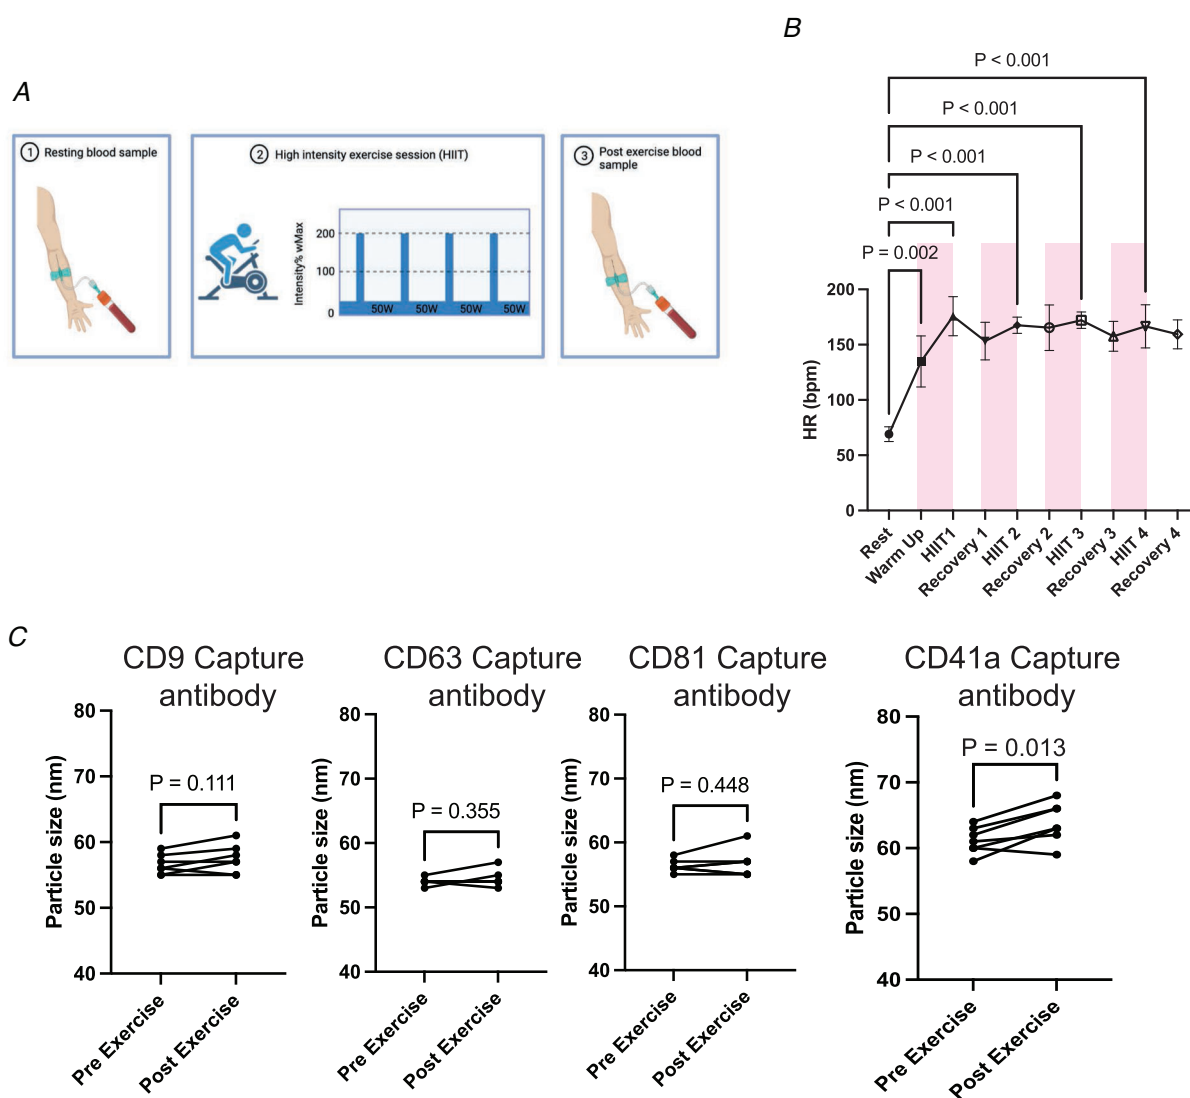 A
1 Resting blood sample
2 High intensity exercise session (HIIT)
Intensity% wMax
200
100
0
50W 50W 50W 50W
3 Post exercise blood
sample
B
P < 0.001
P < 0.001
P < 0.001
P < 0.001
P = 0.002
HR (bpm)
200
150
100
50
0
Rest
Warm Up
HIIT1
Recovery 1
HIIT 2
Recovery 2
HIIT 3
Recovery 3
HIIT 4
Recovery 4
C
CD9 Capture
antibody
Particle size (nm)
80
70
60
50
40
P = 0.111
Pre Exercise
Post Exercise
CD63 Capture
antibody
Particle size (nm)
80
70
60
50
40
P = 0.355
Pre Exercise
Post Exercise
CD81 Capture
antibody
Particle size (nm)
80
70
60
50
40
P = 0.448
Pre Exercise
Post Exercise
CD41a Capture
antibody
Particle size (nm)
80
70
60
50
40
P = 0.013
Pre Exercise
Post Exercise